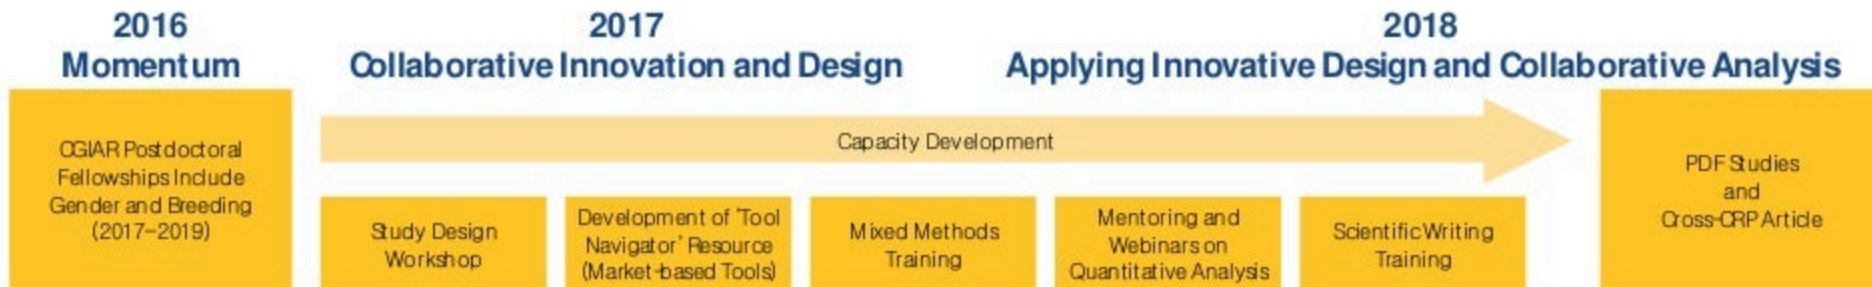 2016
Momentum
2017
Collaborative Innovation and Design
2018
Applying Innovative Design and Collaborative Analysis
CGIAR Postdoctoral
Fellowships Include
Gender and Breeding
(2017–2019)
Capacity Development
Study Design
Workshop
Development of 'Tool
Navigator' Resource
(Market-based Tools)
Mixed Methods
Training
Mentoring and
Webinars on
Quantitative Analysis
Scientific Writing
Training
PDF Studies
and
Cross-CRP Article